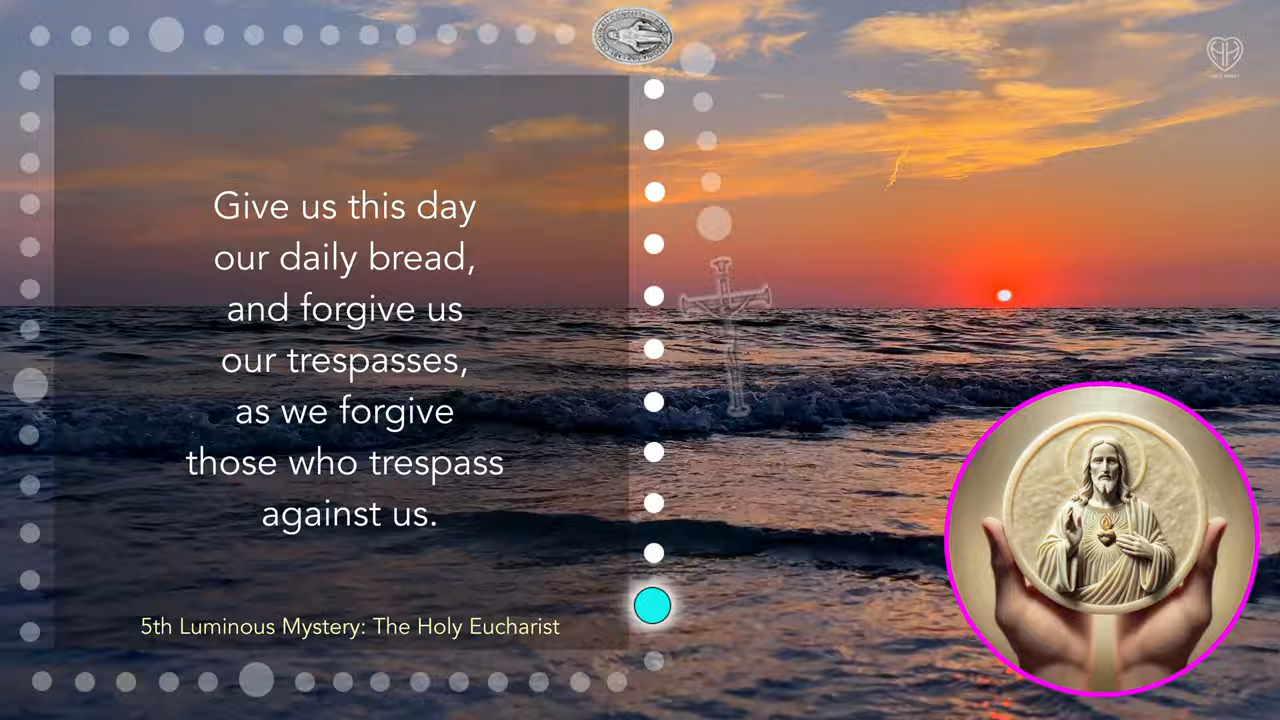 Give us this day
our daily bread,
and forgive us
our trespasses,
as we forgive
those who trespass
against us.
5th Luminous Mystery: The Holy Eucharist